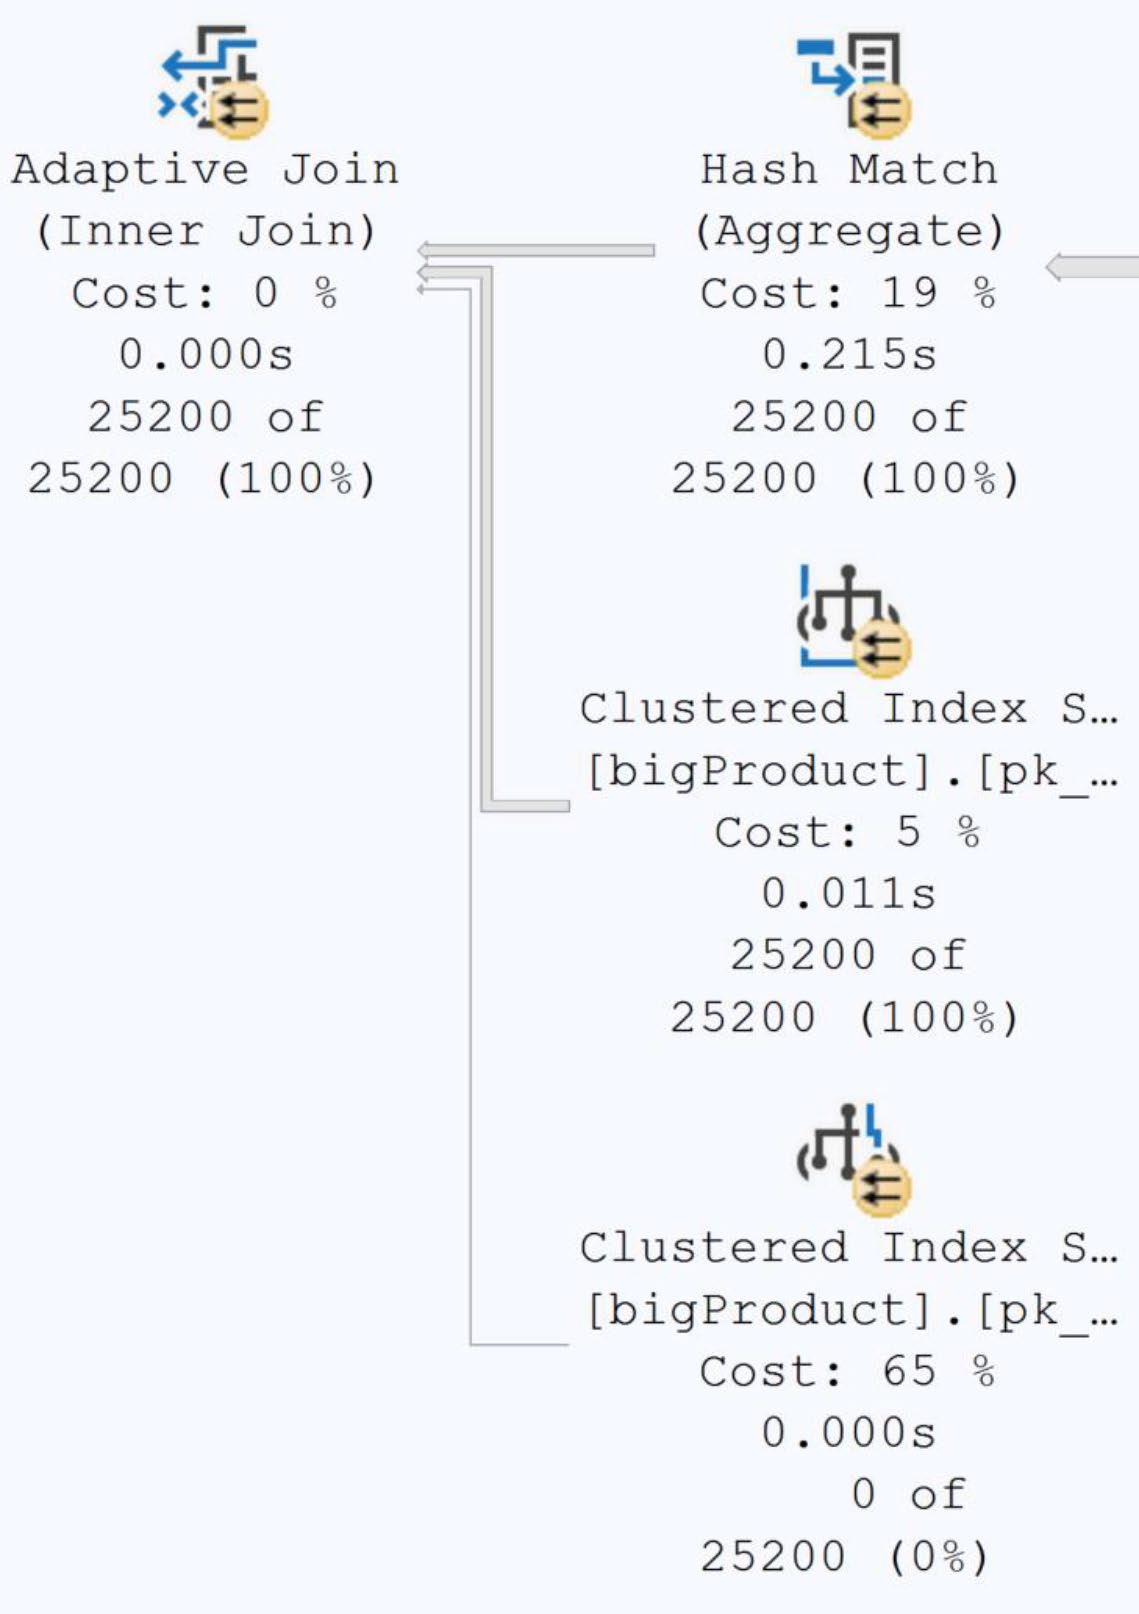 Adaptive Join
(Inner Join)
Cost: 0 %
0.000s
25200 of
25200 (100%)
Hash Match
(Aggregate)
Cost: 19 %
0.215s
25200 of
25200 (100%)
Clustered Index S…
[bigProduct].[pk_…
Cost: 5 %
0.011s
25200 of
25200 (100%)
Clustered Index S…
[bigProduct].[pk_…
Cost: 65 %
0.000s
0 of
25200 (0%)